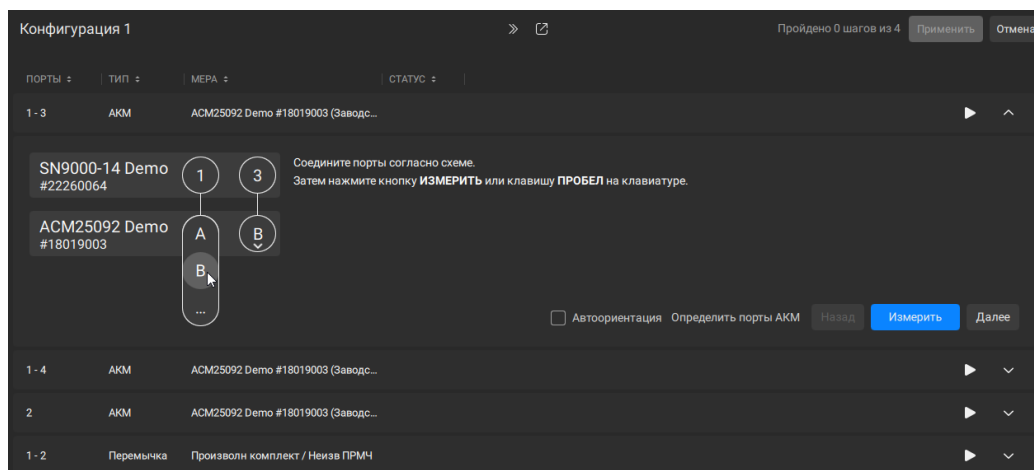 Конфигурация 1
Пройдено 0 шагов из 4 Применить Отмена
ПОРТЫ ТИП МЕРА СТАТУС
1 - 3 АКМ ACM25092 Demo #18019003 (Заводс...
SN9000-14 Demo
#22260064
1 3
Соедините порты согласно схеме.
Затем нажмите кнопку ИЗМЕРИТЬ или клавишу ПРОБЕЛ на клавиатуре.
ACM25092 Demo
#18019003
A B
B
...
Автоориентация Определить порты АКМ Назад Измерить Далее
1 - 4 АКМ ACM25092 Demo #18019003 (Заводс...
2 АКМ ACM25092 Demo #18019003 (Заводс...
1 - 2 Перемычка Произволн комплект / Неизв ПРМЧ